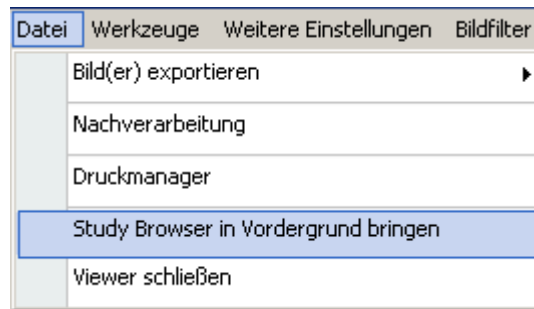 Datei Werkzeuge Weitere Einstellungen Bildfilter
Bild(er) exportieren
Nachverarbeitung
Druckmanager
Study Browser in Vordergrund bringen
Viewer schließen